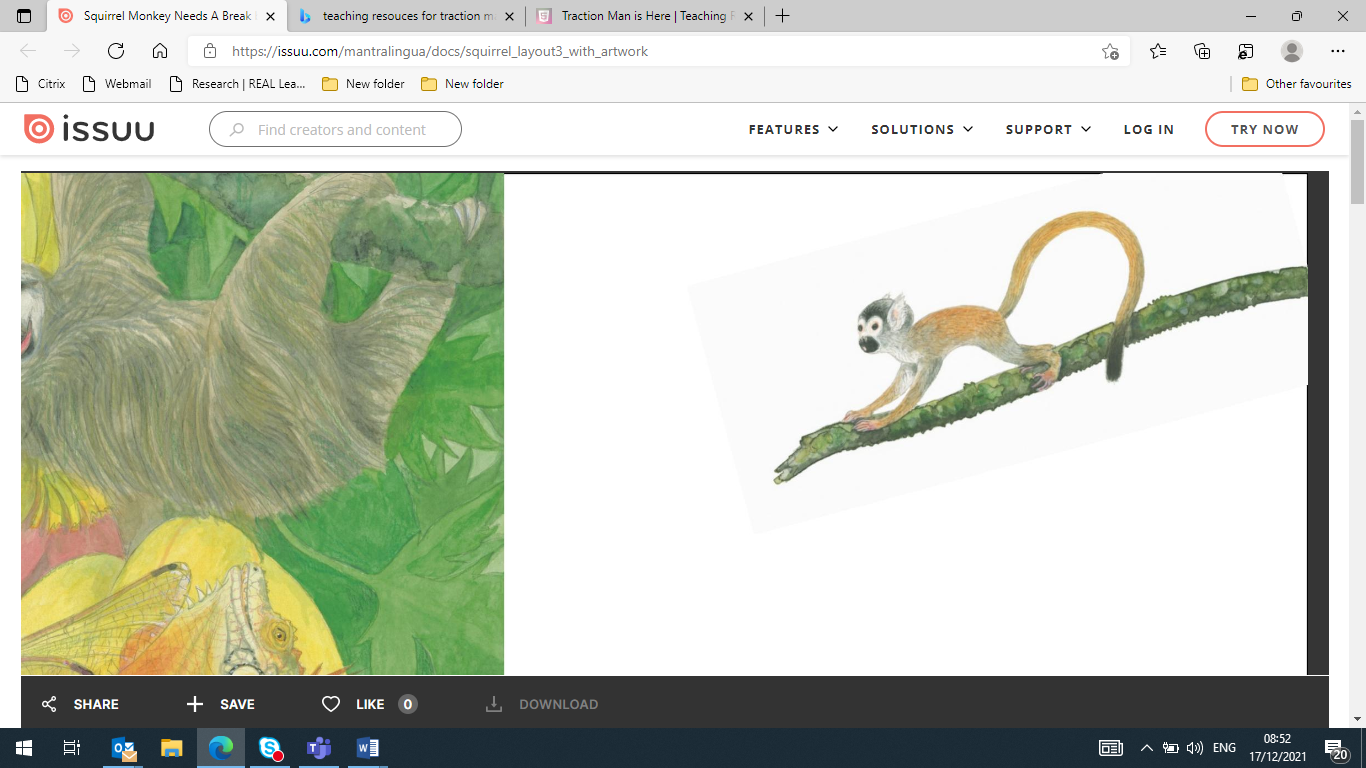 Squirrel Monkey Needs A Break
teaching resouces for traction m
Traction Man is Here | Teaching R
https://issuu.com/mantralingua/docs/squirrel_layout3_with_artwork
Citrix
Webmail
Research | REAL Lea...
New folder
New folder
Other favourites
issuu
Find creators and content
FEATURES
SOLUTIONS
SUPPORT
LOG IN
TRY NOW
SHARE
SAVE
LIKE
0
DOWNLOAD
ENG
08:52
17/12/2021
20